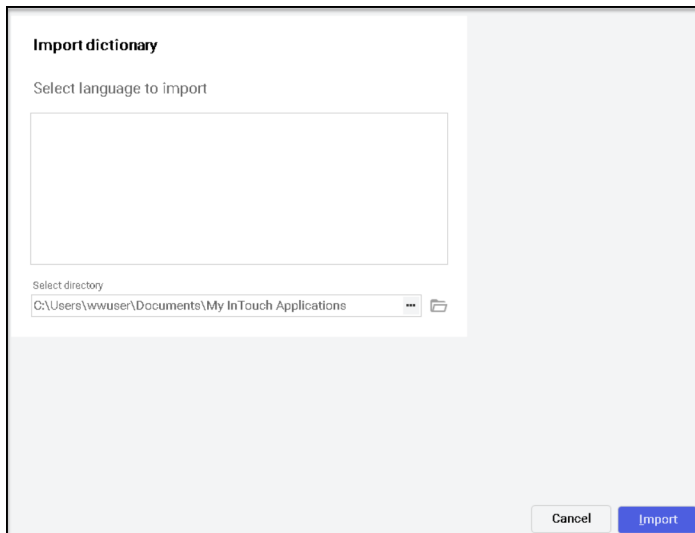 Import dictionary
Select language to import
Select directory
C:\Users\wwuser\Documents\My InTouch Applications
Cancel
Import